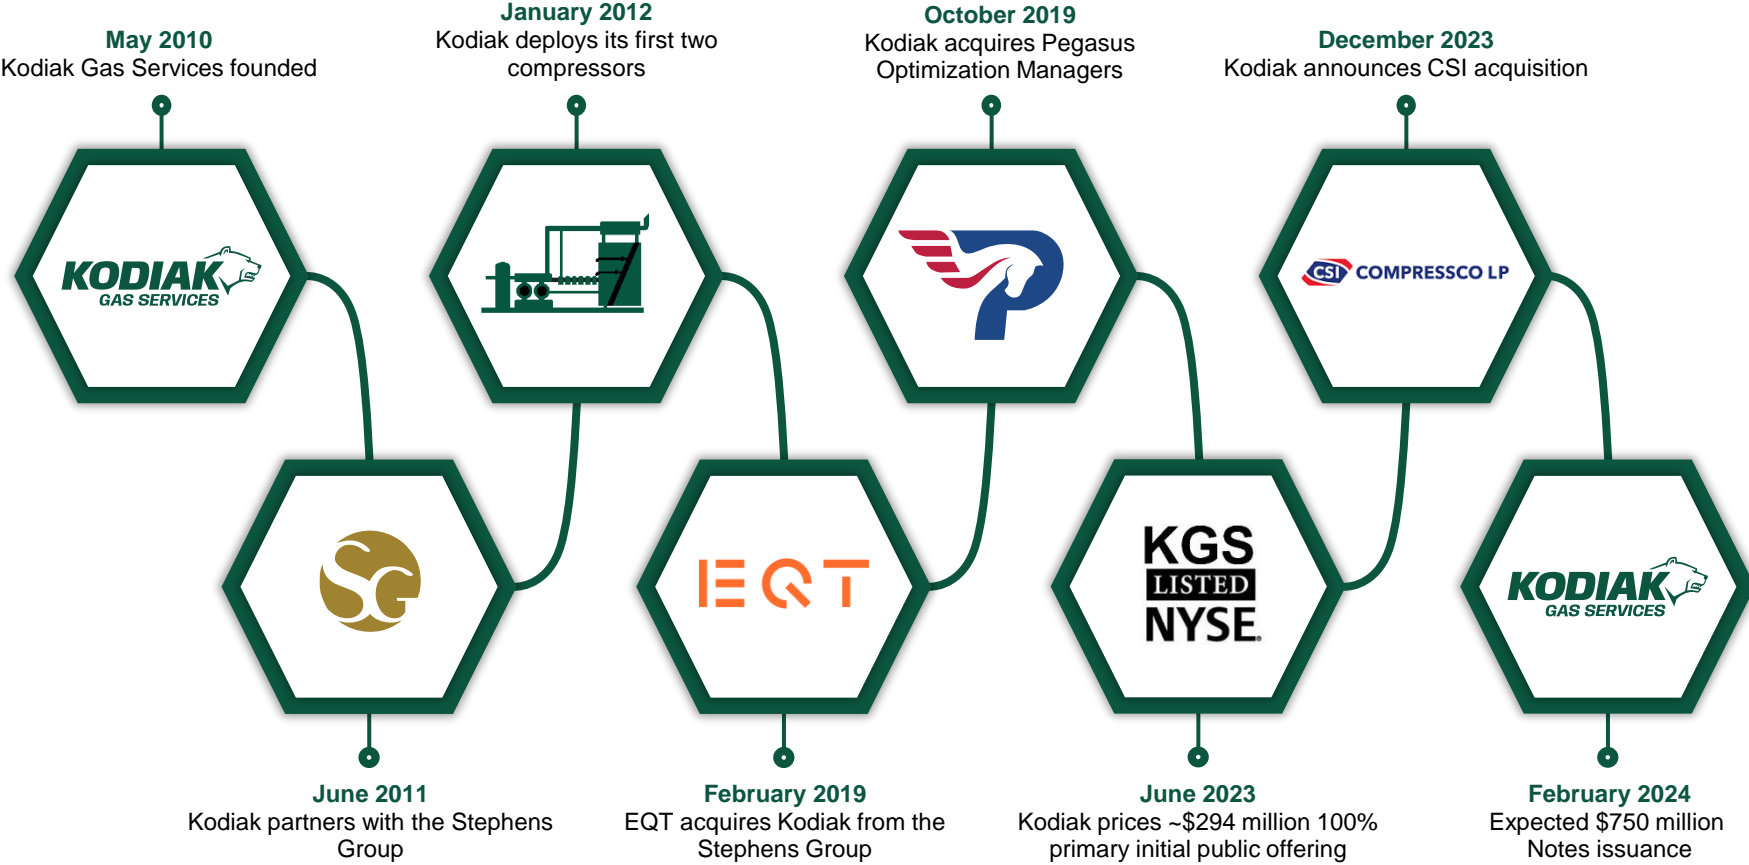 May 2010
Kodiak Gas Services founded
KODIAK
GAS SERVICES
June 2011
Kodiak partners with the Stephens
Group
SG
January 2012
Kodiak deploys its first two
compressors
February 2019
EQT acquires Kodiak from the
Stephens Group
EQT
October 2019
Kodiak acquires Pegasus
Optimization Managers
P
June 2023
Kodiak prices ~$294 million 100%
primary initial public offering
KGS
LISTED
NYSE®
December 2023
Kodiak announces CSI acquisition
CSI COMPRESSCO LP
February 2024
Expected $750 million
Notes issuance
KODIAK
GAS SERVICES